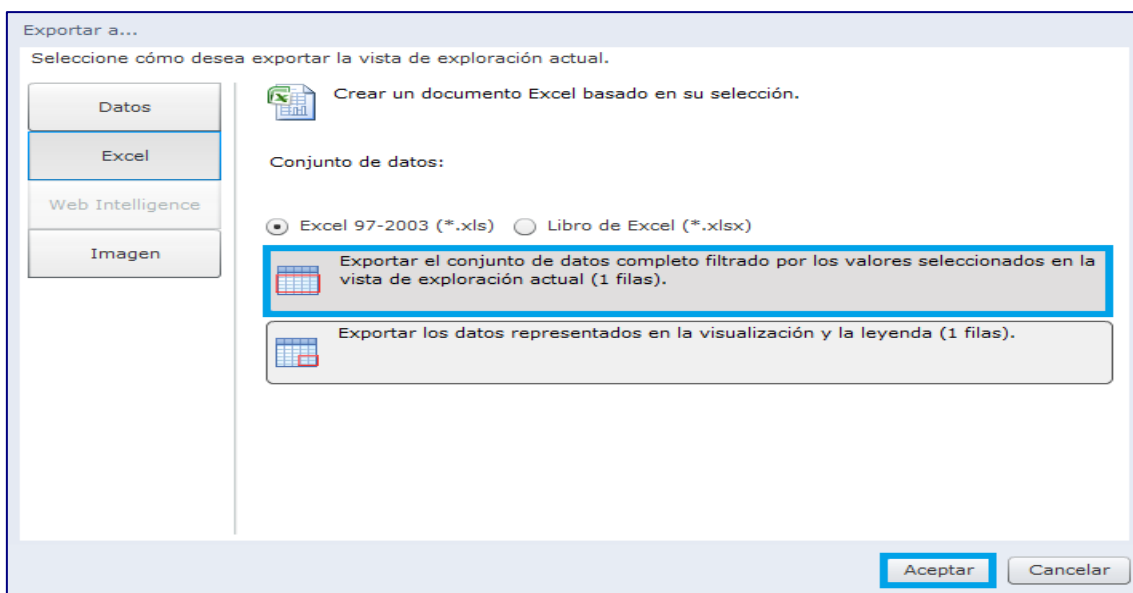 Exportar a...
Seleccione cómo desea exportar la vista de exploración actual.
Datos
Excel
Web Intelligence
Imagen
Crear un documento Excel basado en su selección.
Conjunto de datos:
Excel 97-2003 (*.xls) Libro de Excel (*.xlsx)
Exportar el conjunto de datos completo filtrado por los valores seleccionados en la
vista de exploración actual (1 filas).
Exportar los datos representados en la visualización y la leyenda (1 filas).
Aceptar Cancelar